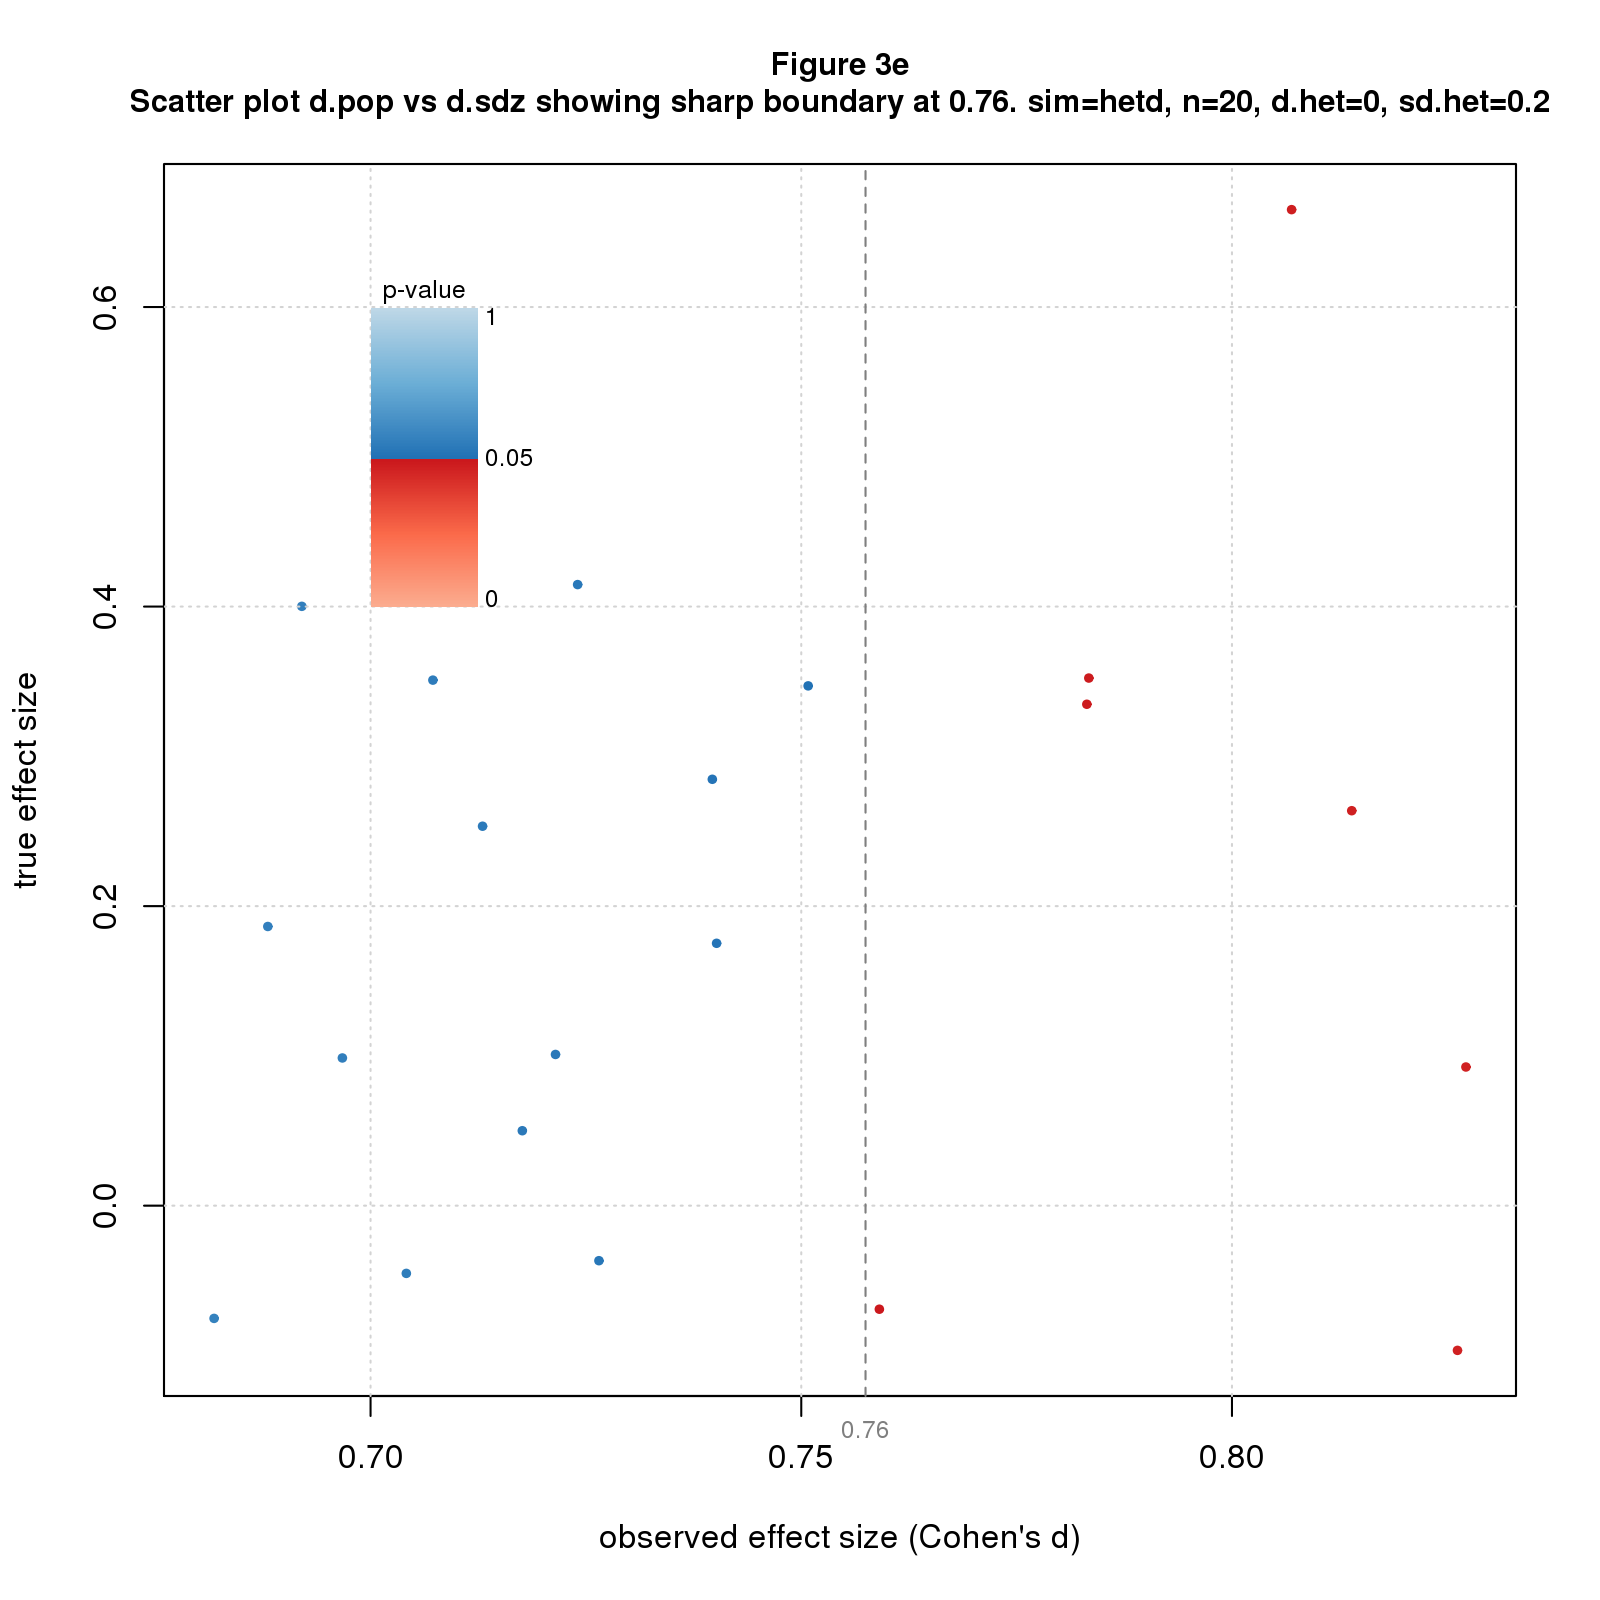 Figure 3e
Scatter plot d.pop vs d.sdz showing sharp boundary at 0.76. sim=hetd, n=20, d.het=0, sd.het=0.2
p-value
1
0.05
0
0.6
0.4
0.2
0.0
true effect size
0.76
0.70
0.75
0.80
observed effect size (Cohen's d)